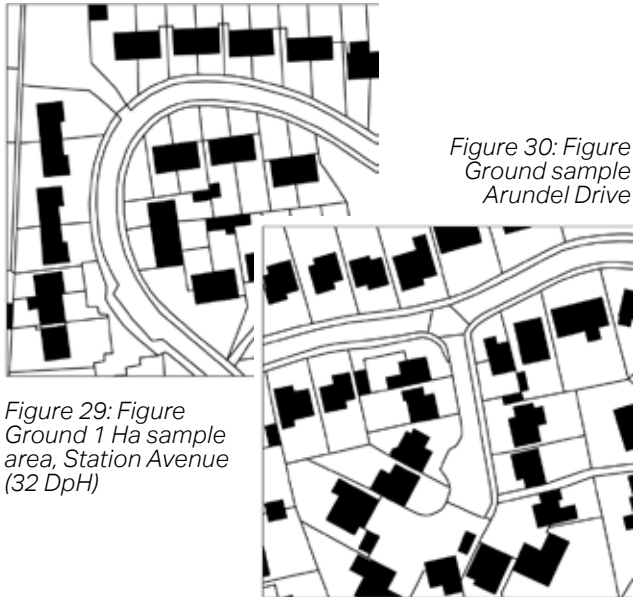 Figure 30: Figure
Ground sample
Arundel Drive
Figure 29: Figure
Ground 1 Ha sample
area, Station Avenue
(32 DpH)